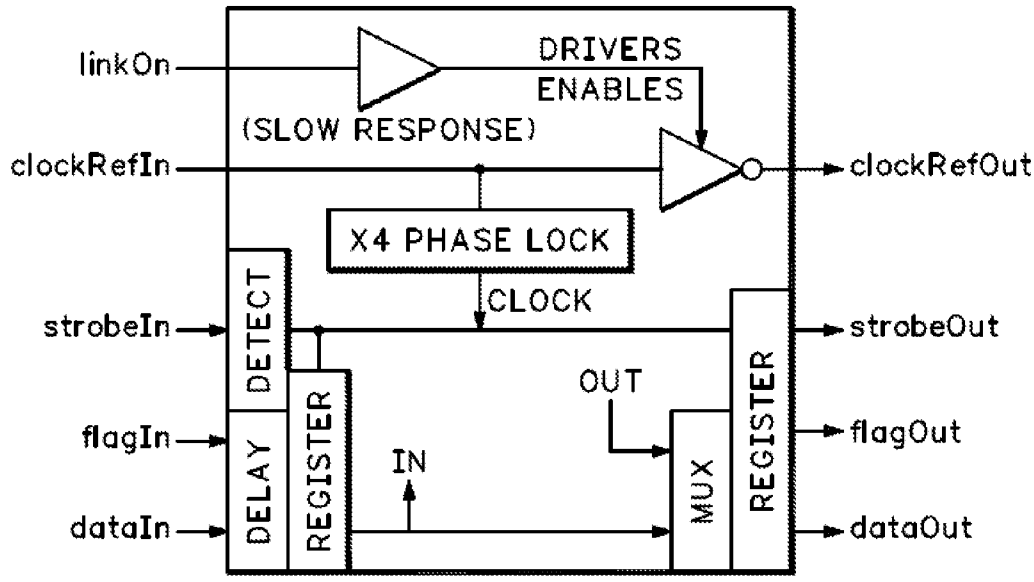 linkOn
DRIVERS
ENABLES
(SLOW RESPONSE)
clockRefIn
clockRefOut
X4 PHASE LOCK
CLOCK
strobeIn
DETECT
strobeOut
OUT
REGISTER
flagIn
DELAY
REGISTER
IN
MUX
flagOut
dataIn
dataOut